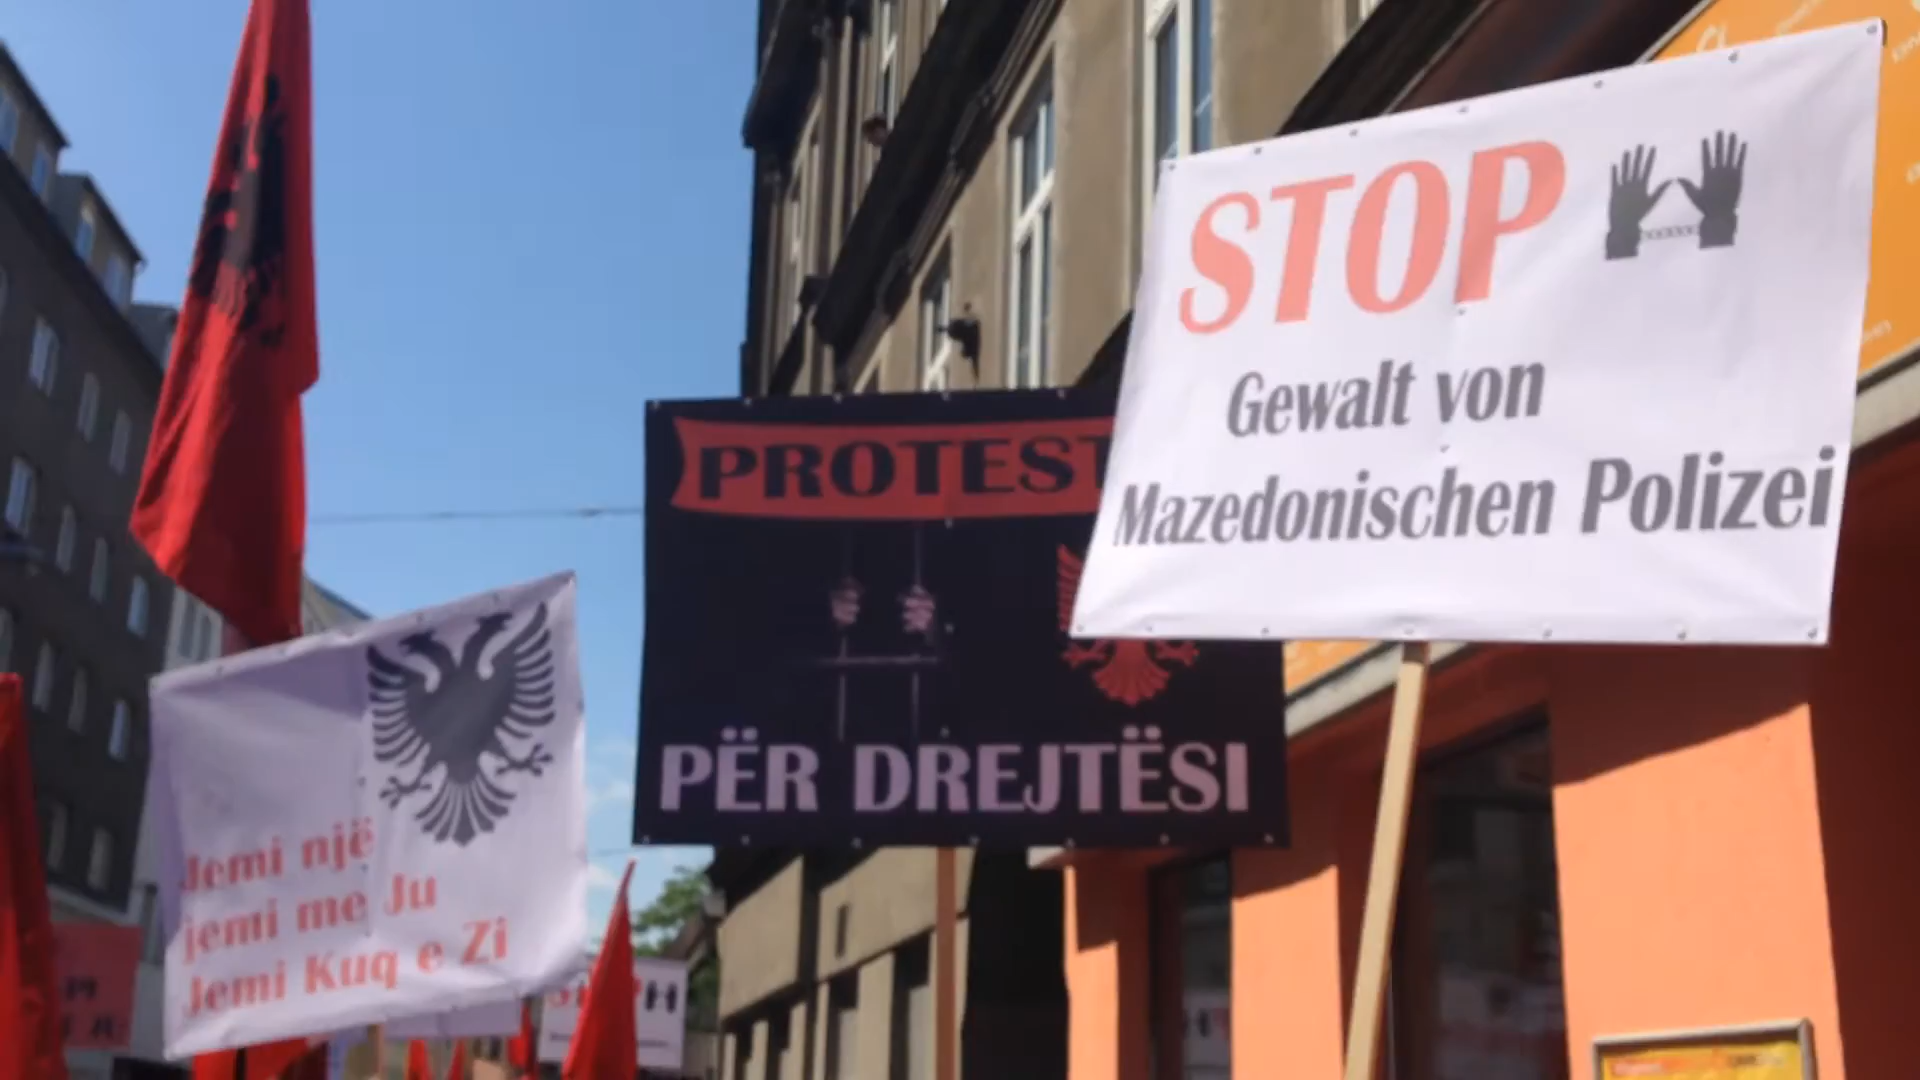 STOP
Gewalt von
Mazedonischen Polizei
PROTEST
PËR DREJTËSI
Jemi një
jemi me Ju
Jemi Kuq e Zi